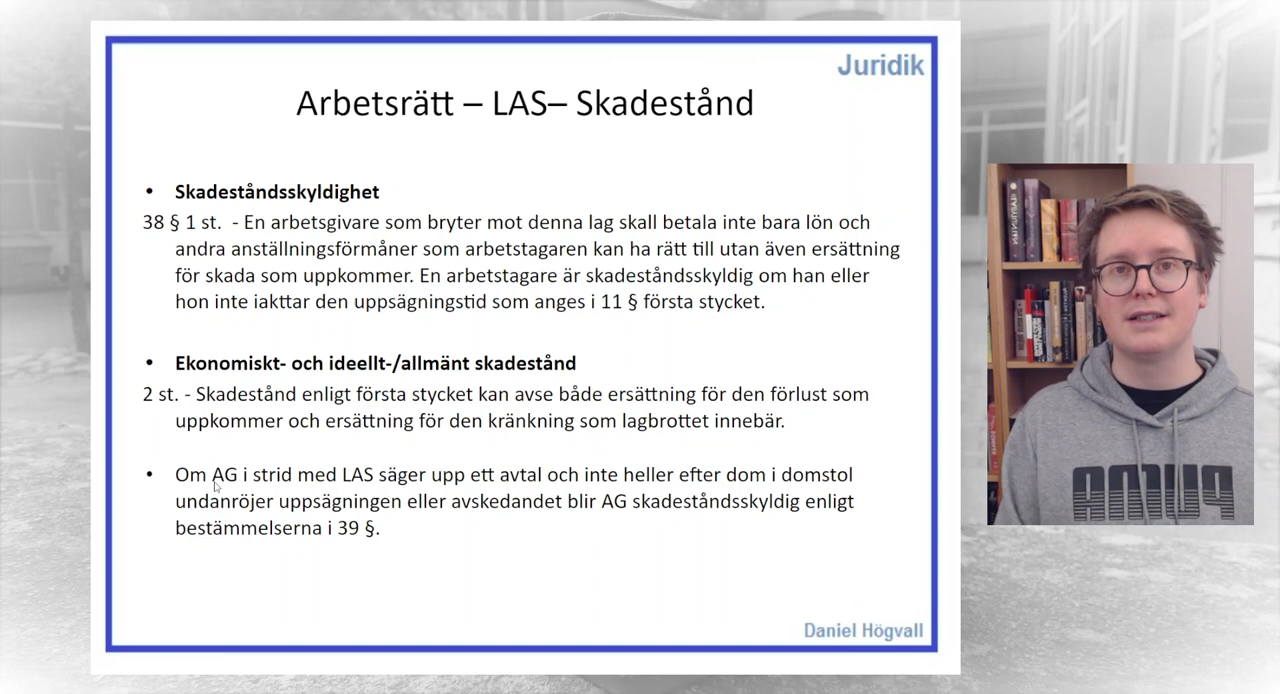 Juridik
Arbetsrätt – LAS– Skadestånd
• Skadeståndsskyldighet
38 § 1 st. - En arbetsgivare som bryter mot denna lag skall betala inte bara lön och
andra anställningsförmåner som arbetstagaren kan ha rätt till utan även ersättning
för skada som uppkommer. En arbetstagare är skadeståndsskyldig om han eller
hon inte iakttar den uppsägningstid som anges i 11 § första stycket.
• Ekonomiskt- och ideellt-/allmänt skadestånd
2 st. - Skadestånd enligt första stycket kan avse både ersättning för den förlust som
uppkommer och ersättning för den kränkning som lagbrottet innebär.
• Om AG i strid med LAS säger upp ett avtal och inte heller efter dom i domstol
undanröjer uppsägningen eller avskedandet blir AG skadeståndsskyldig enligt
bestämmelserna i 39 §.
Daniel Högvall